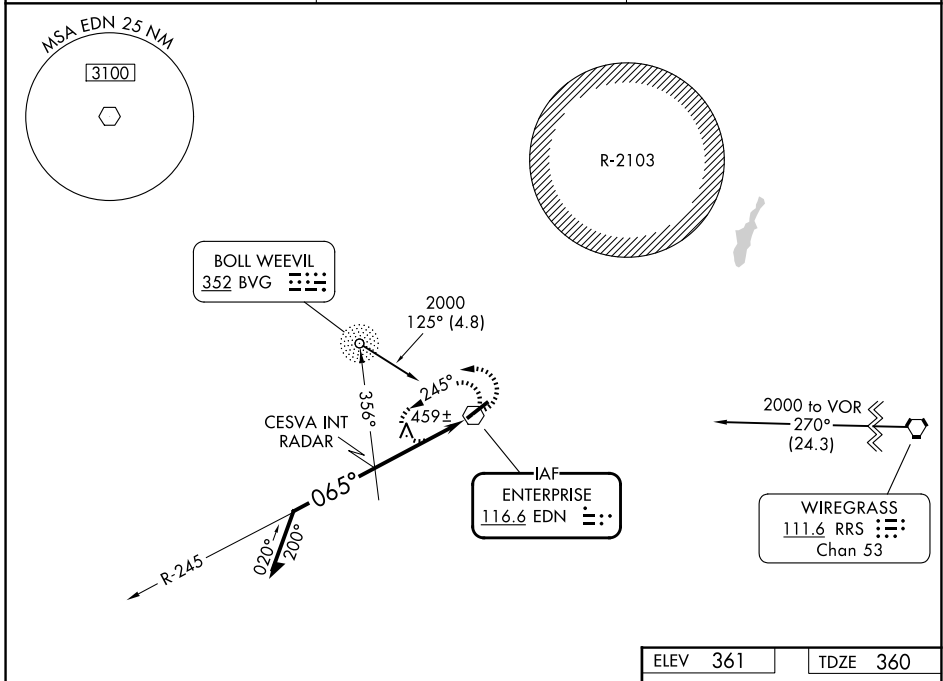 MSA EDN 25 NM
3100
R-2103
BOLL WEEVIL
352 BVG
2000
125° (4.8)
245°
356°
459±
CESVA INT
RADAR
2000 to VOR
270°
(24.3)
065°
IAF
ENTERPRISE
116.6 EDN
WIREGRASS
111.6 RRS
Chan 53
020°
200°
R-245
ELEV 361
TDZE 360